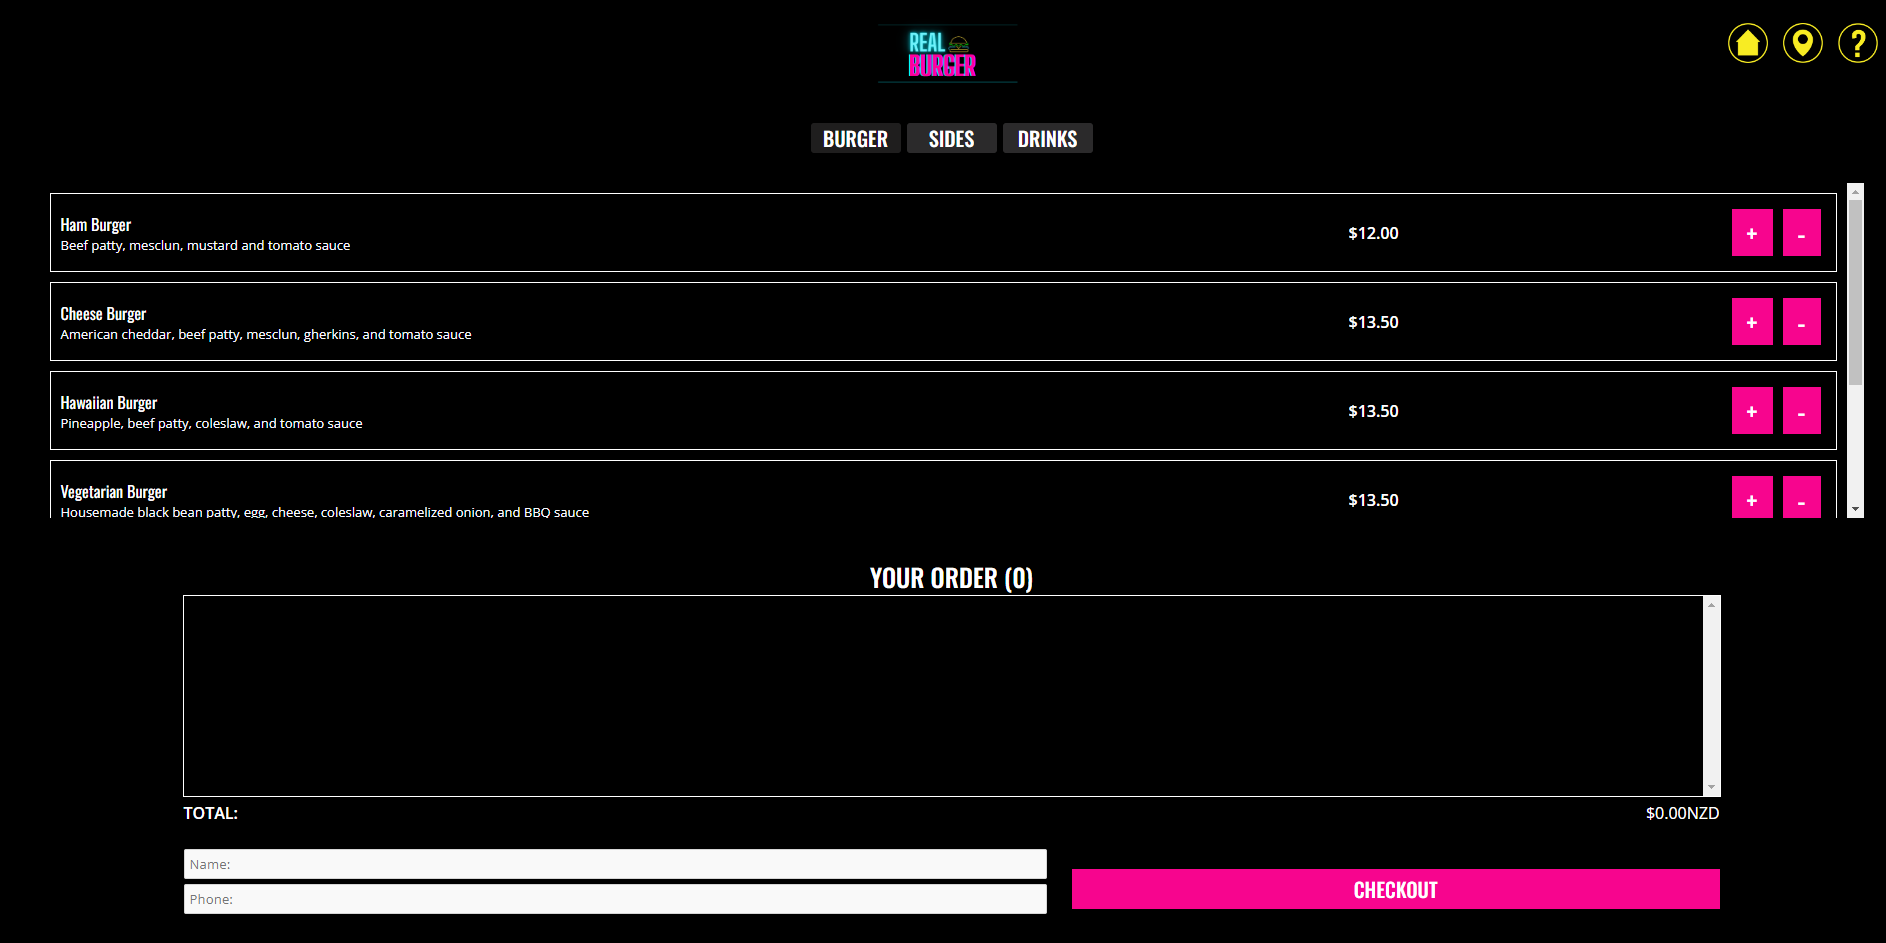 REAL
BURGER
?
BURGER SIDES DRINKS
Ham Burger
Beef patty, mesclun, mustard and tomato sauce
$12.00
+ -
Cheese Burger
American cheddar, beef patty, mesclun, gherkins, and tomato sauce
$13.50
+ -
Hawaiian Burger
Pineapple, beef patty, coleslaw, and tomato sauce
$13.50
+ -
Vegetarian Burger
Housemade black bean patty, egg, cheese, coleslaw, caramelized onion, and BBQ sauce
$13.50
+ -
YOUR ORDER (0)
TOTAL: $0.00NZD
Name:
Phone:
CHECKOUT